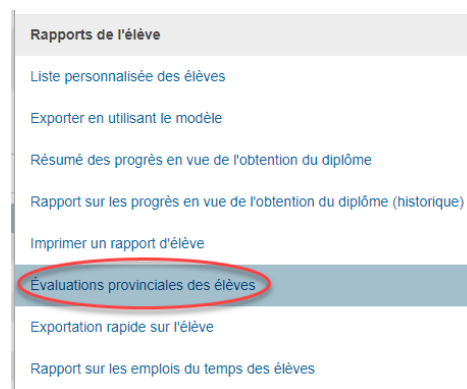 Rapports de l'élève
Liste personnalisée des élèves
Exporter en utilisant le modèle
Résumé des progrès en vue de l'obtention du diplôme
Rapport sur les progrès en vue de l'obtention du diplôme (historique)
Imprimer un rapport d'élève
Évaluations provinciales des élèves
Exportation rapide sur l'élève
Rapport sur les emplois du temps des élèves